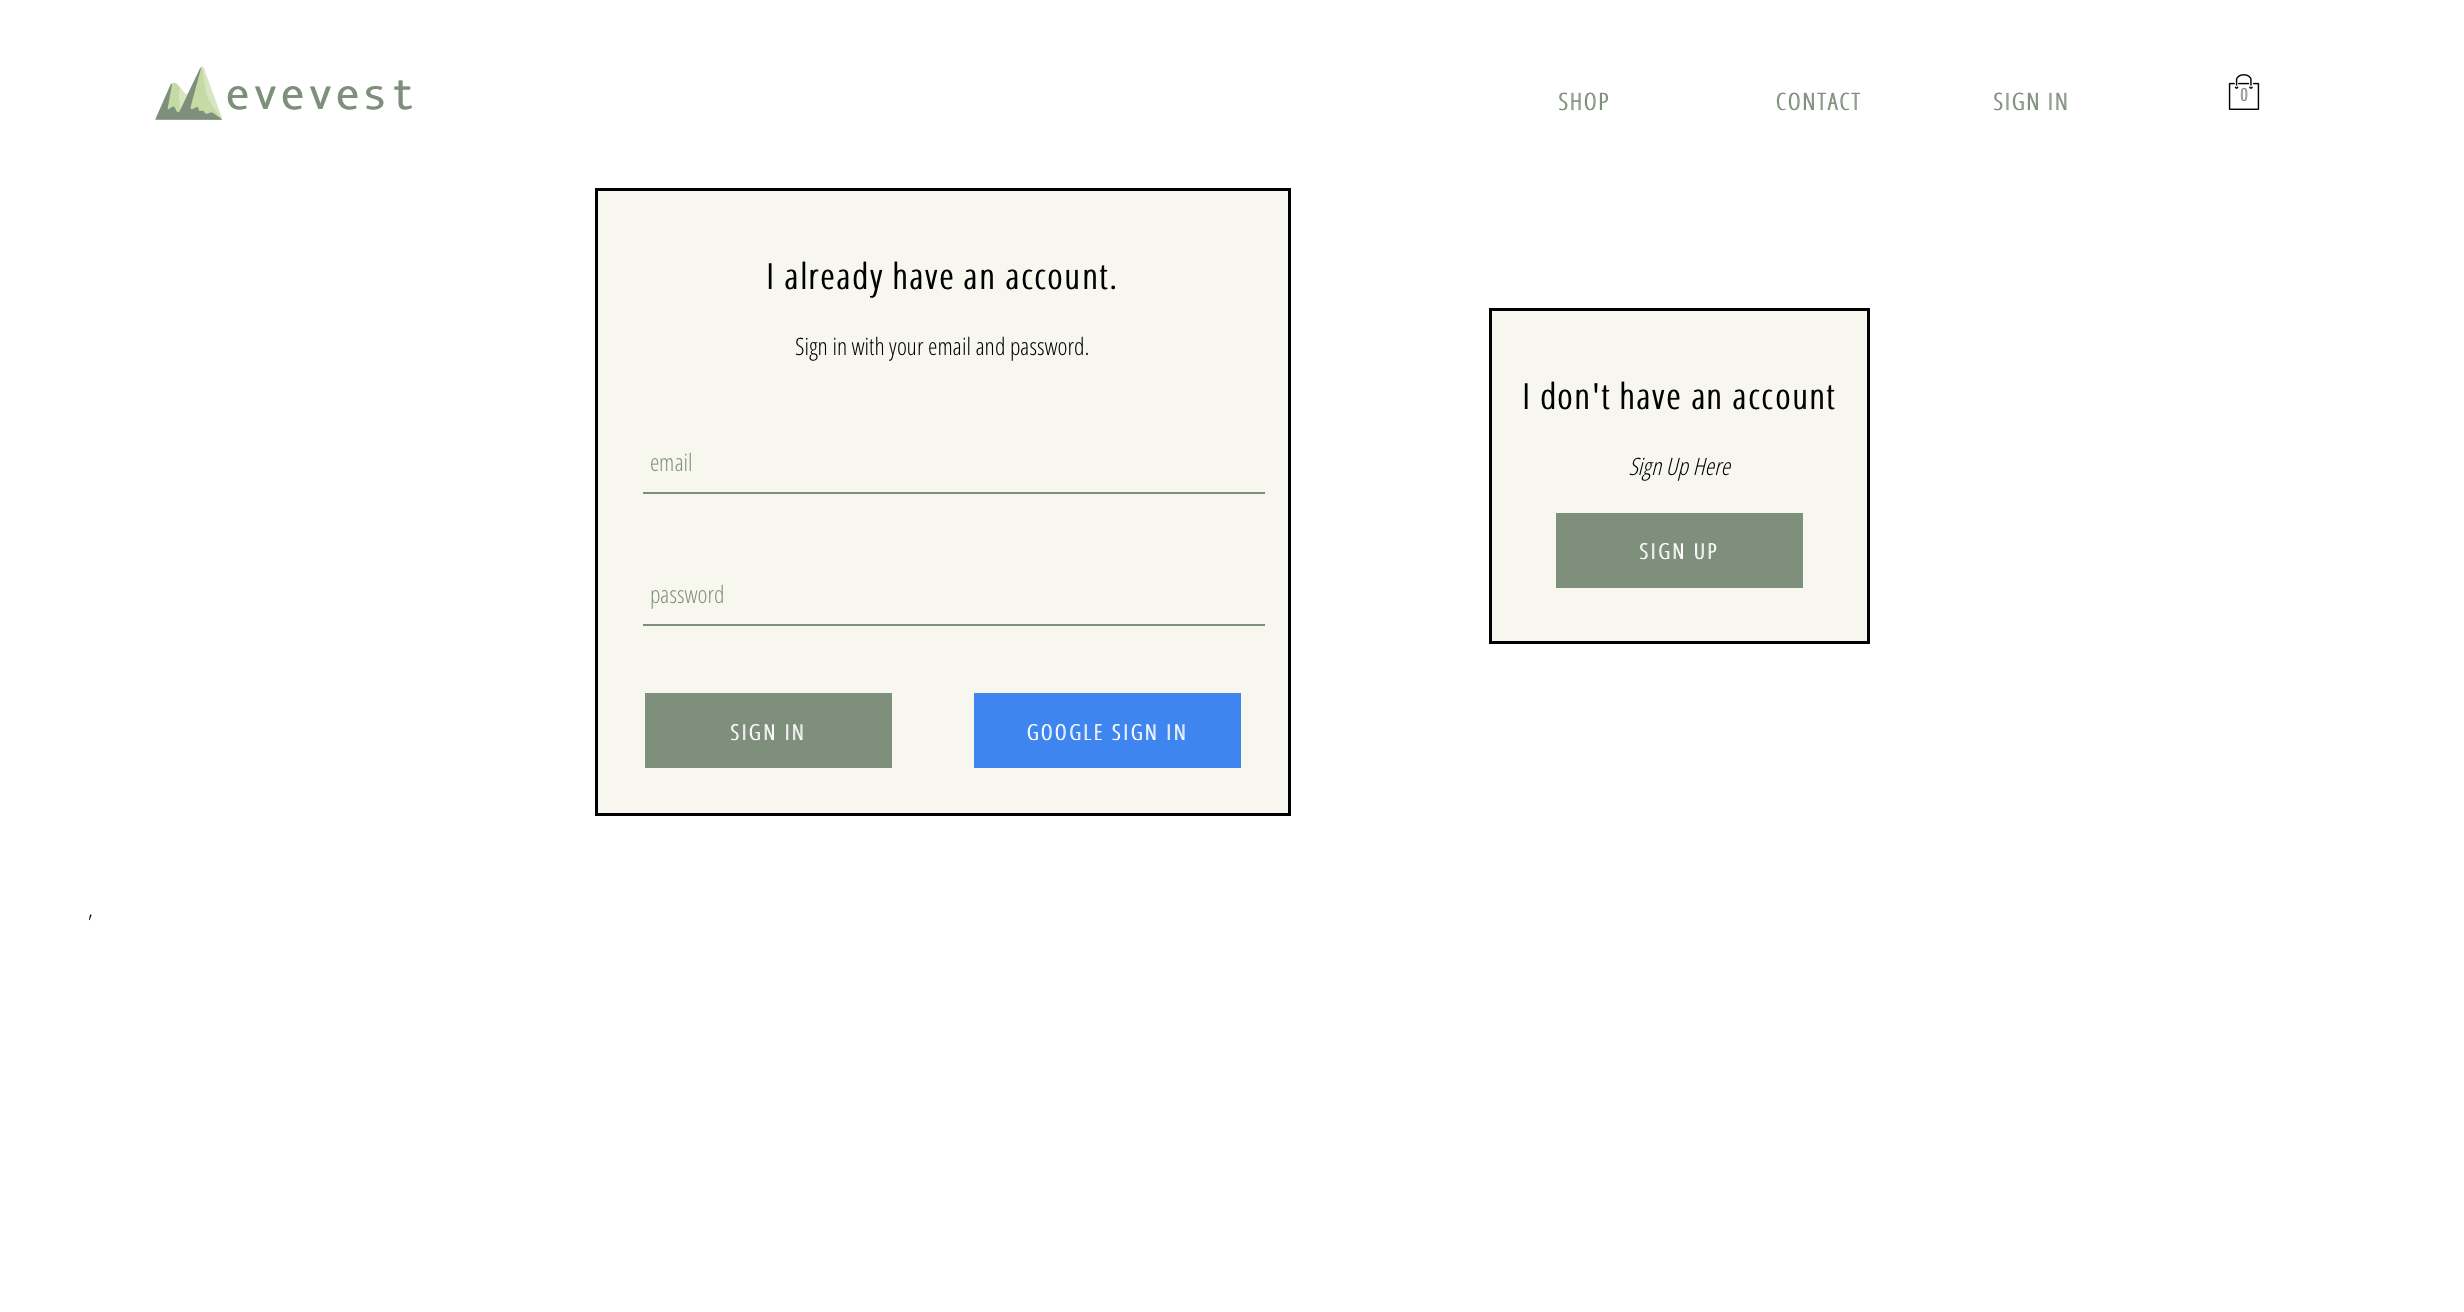 evevest
SHOP
CONTACT
SIGN IN
0
I already have an account.
Sign in with your email and password.
email
password
SIGN IN
GOOGLE SIGN IN
I don't have an account
Sign Up Here
SIGN UP
,